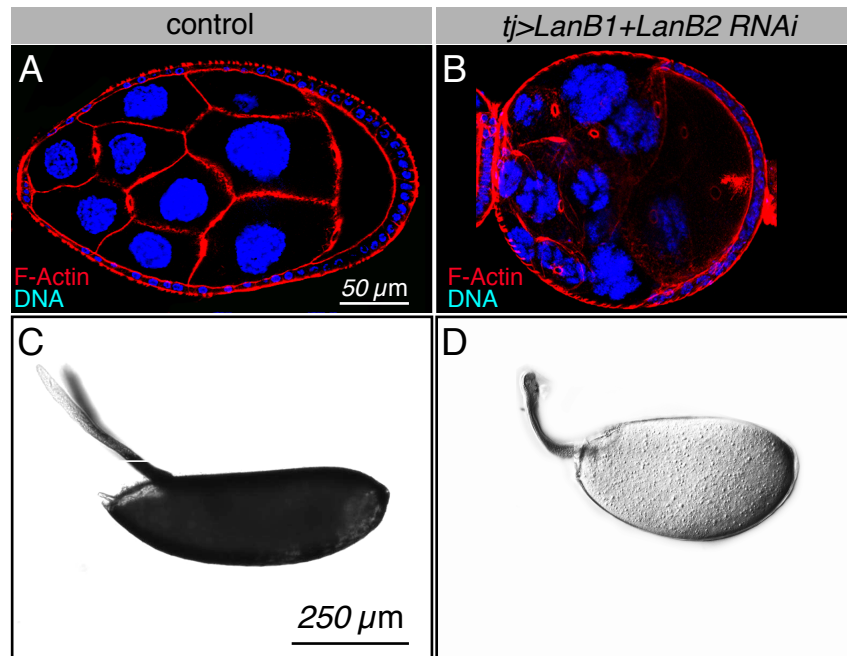 control
tj>LanB1+LanB2 RNAi
A
B
F-Actin
DNA
50 μm
F-Actin
DNA
C
D
250 μm